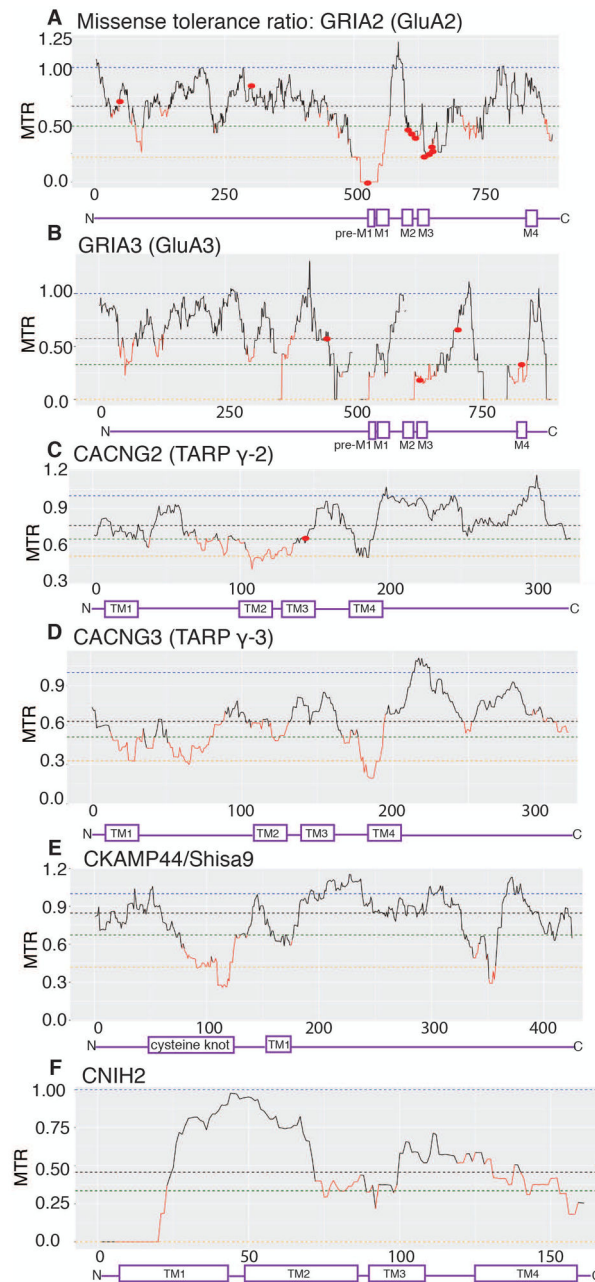 A Missense tolerance ratio: GRIA2 (GluA2)
1.25
1.00
0.50
0.0
MTR
0 250 500 750
N C
pre-M1 M1 M2 M3 M4
B GRIA3 (GluA3)
1.00
0.50
0.0
MTR
0 250 500 750
N C
pre-M1 M1 M2 M3 M4
C CACNG2 (TARP γ-2)
1.2
0.9
0.6
0.3
MTR
0 100 200 300
N TM1 TM2 TM3 TM4 C
D CACNG3 (TARP γ-3)
0.9
0.6
0.3
0.0
MTR
0 100 200 300
N TM1 TM2 TM3 TM4 C
E CKAMP44/Shisa9
1.2
0.9
0.6
0.3
0.0
MTR
0 100 200 300 400
N cysteine knot TM1 C
F CNIH2
1.00
0.75
0.50
0.25
0.0
MTR
0 50 100 150
N TM1 TM2 TM3 TM4 C